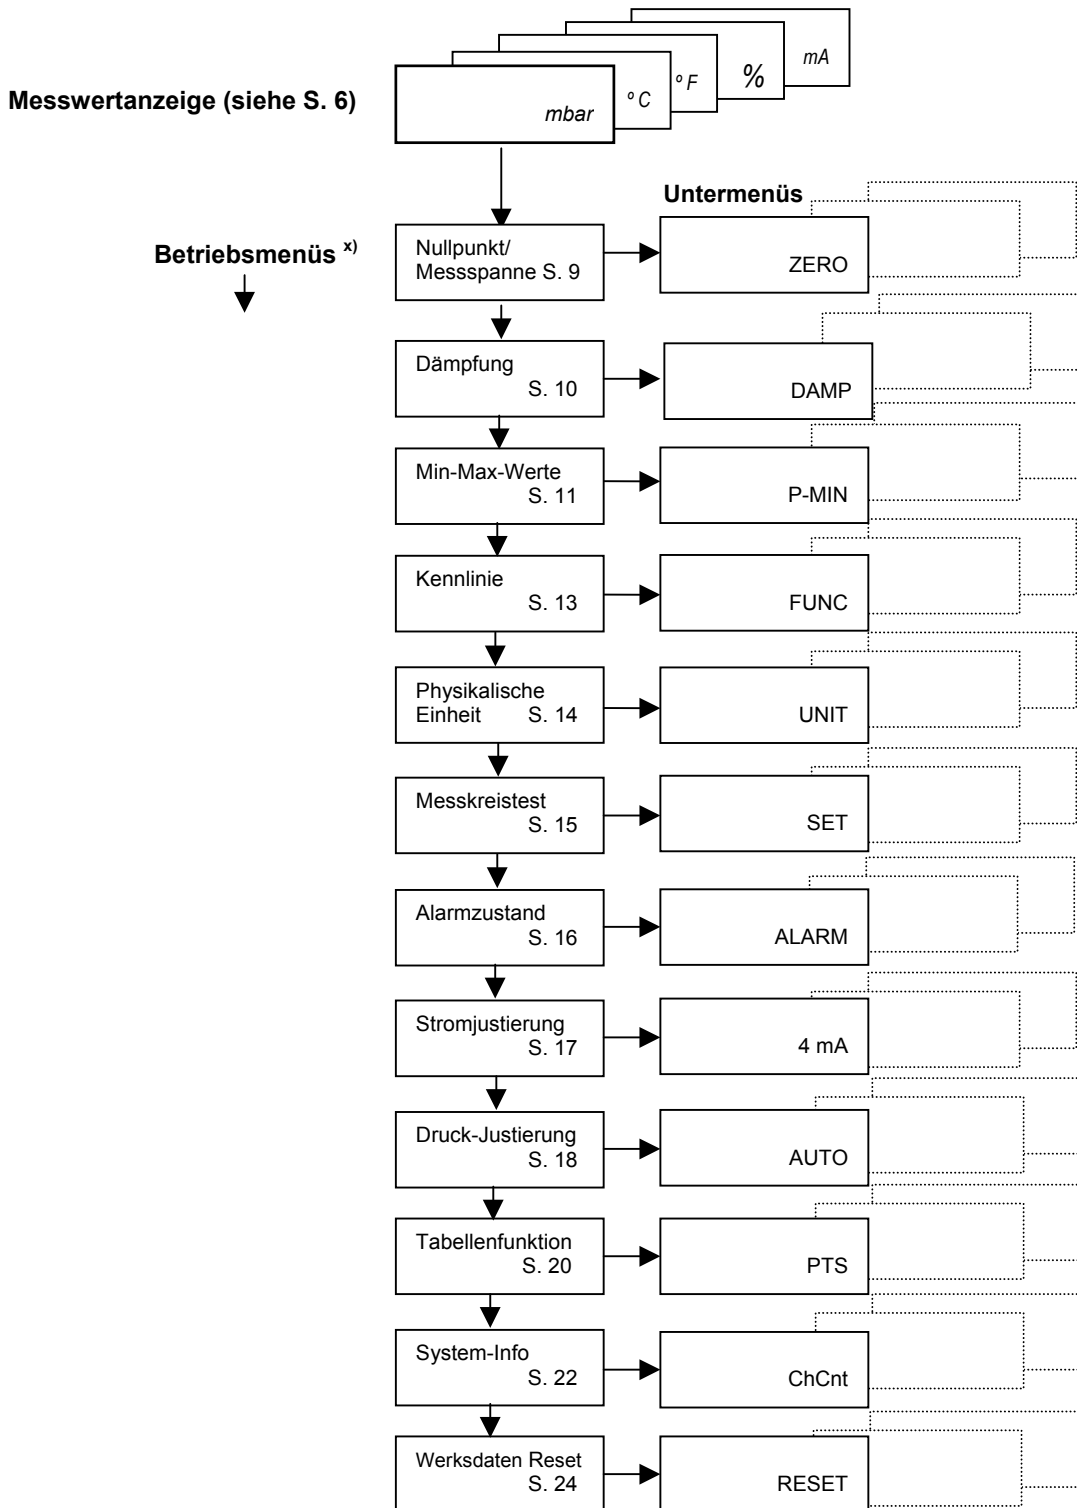 mA
%
º F
º C
mbar
Messwertanzeige (siehe S. 6)
Untermenüs
Betriebsmenüs x)
Nullpunkt/
Messspanne S. 9
ZERO
Dämpfung
S. 10
DAMP
Min-Max-Werte
S. 11
P-MIN
Kennlinie
S. 13
FUNC
Physikalische
Einheit S. 14
UNIT
Messkreistest
S. 15
SET
Alarmzustand
S. 16
ALARM
Stromjustierung
S. 17
4 mA
Druck-Justierung
S. 18
AUTO
Tabellenfunktion
S. 20
PTS
System-Info
S. 22
ChCnt
Werksdaten Reset
S. 24
RESET